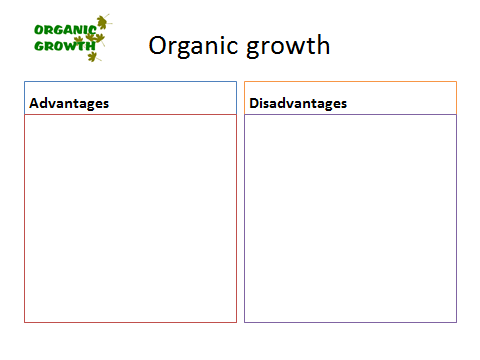 ORGANIC
GROWTH
Organic growth
Advantages
Disadvantages